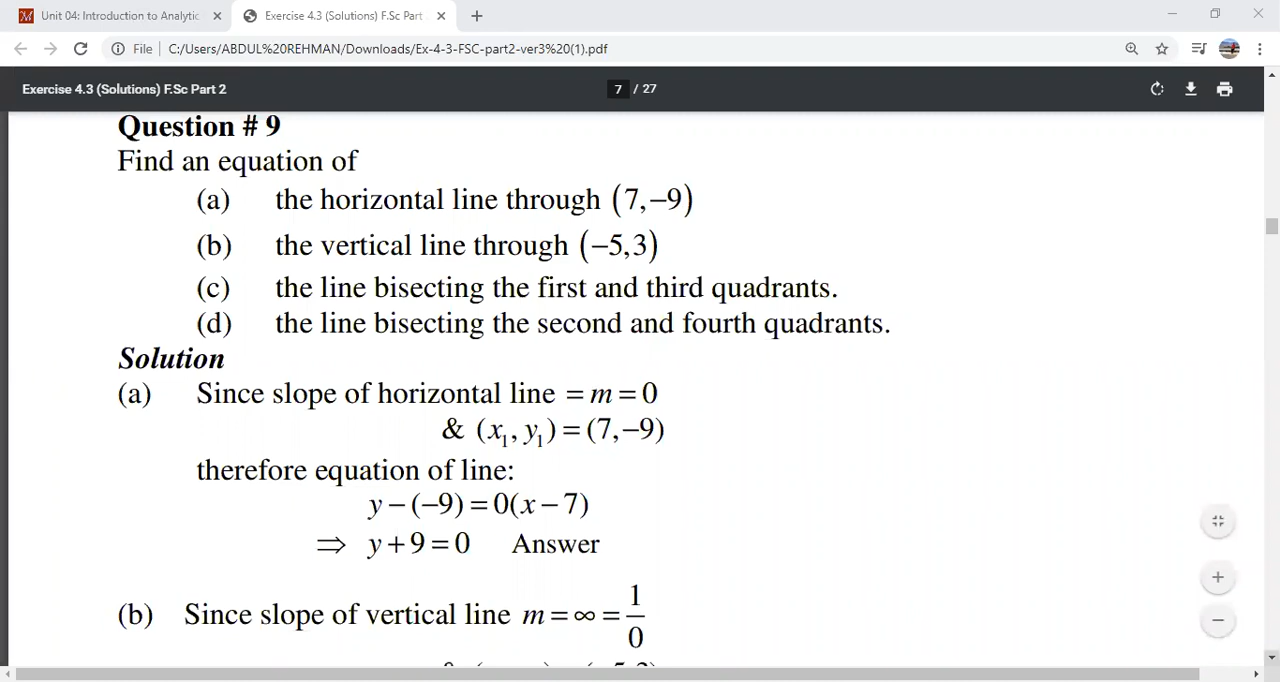 Unit 04: Introduction to Analytic
Exercise 4.3 (Solutions) F.Sc Part
File C:/Users/ABDUL%20REHMAN/Downloads/Ex-4-3-FSC-part2-ver3%20(1).pdf
Exercise 4.3 (Solutions) F.Sc Part 2 7 / 27
Question # 9
Find an equation of
(a) the horizontal line through (7,−9)
(b) the vertical line through (−5,3)
(c) the line bisecting the first and third quadrants.
(d) the line bisecting the second and fourth quadrants.
Solution
(a) Since slope of horizontal line = m = 0
& (x₁, y₁) = (7,−9)
therefore equation of line:
y − (−9) = 0(x − 7)
⇒ y + 9 = 0 Answer
(b) Since slope of vertical line m = ∞ = 1/0